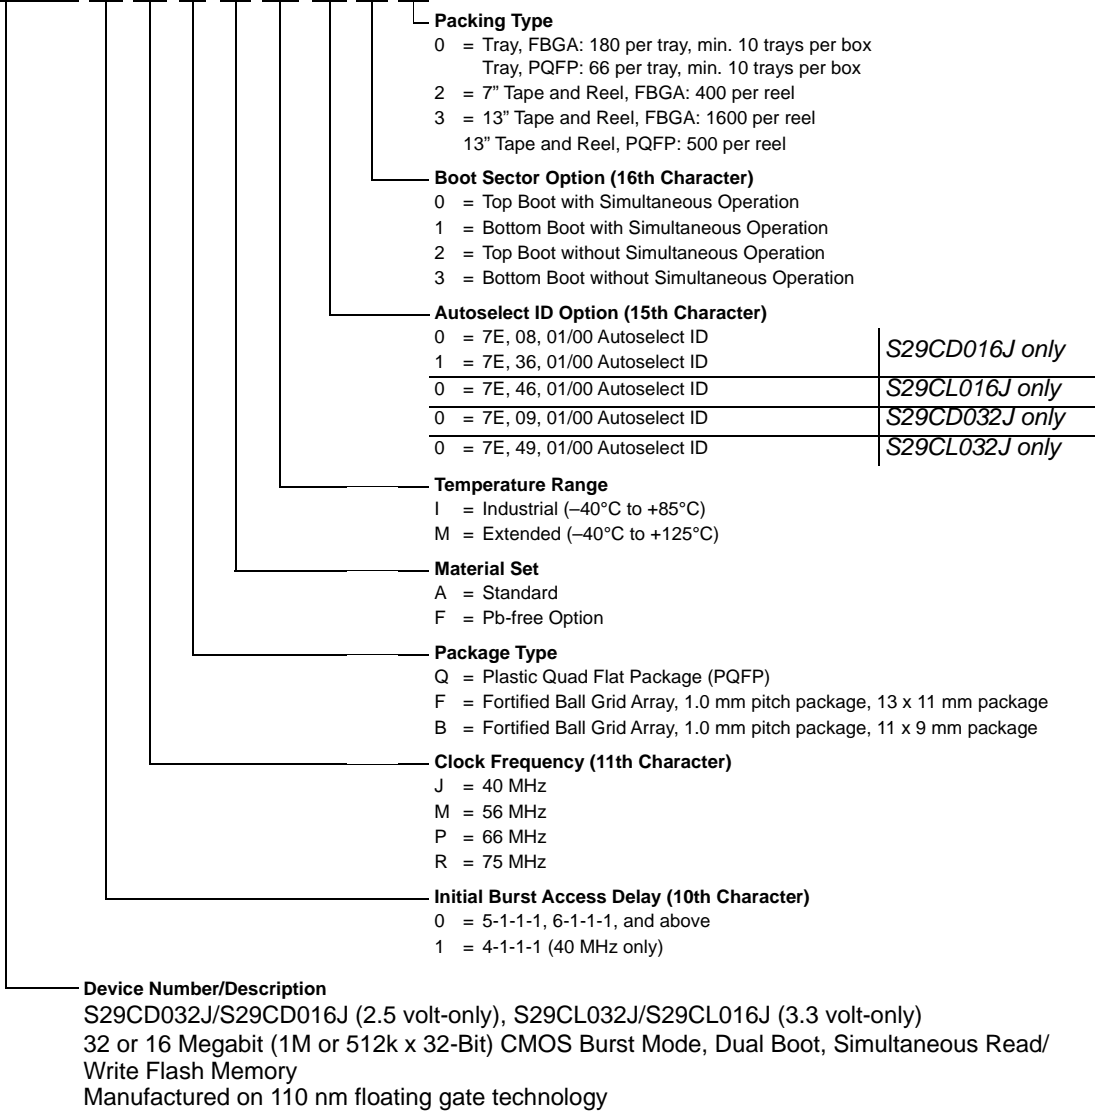 Packing Type
0 = Tray, FBGA: 180 per tray, min. 10 trays per box
Tray, PQFP: 66 per tray, min. 10 trays per box
2 = 7” Tape and Reel, FBGA: 400 per reel
3 = 13” Tape and Reel, FBGA: 1600 per reel
13” Tape and Reel, PQFP: 500 per reel
Boot Sector Option (16th Character)
0 = Top Boot with Simultaneous Operation
1 = Bottom Boot with Simultaneous Operation
2 = Top Boot without Simultaneous Operation
3 = Bottom Boot without Simultaneous Operation
Autoselect ID Option (15th Character)
0 = 7E, 08, 01/00 Autoselect ID
1 = 7E, 36, 01/00 Autoselect ID
S29CD016J only
0 = 7E, 46, 01/00 Autoselect ID S29CL016J only
0 = 7E, 09, 01/00 Autoselect ID S29CD032J only
0 = 7E, 49, 01/00 Autoselect ID S29CL032J only
Temperature Range
I = Industrial (–40°C to +85°C)
M = Extended (–40°C to +125°C)
Material Set
A = Standard
F = Pb-free Option
Package Type
Q = Plastic Quad Flat Package (PQFP)
F = Fortified Ball Grid Array, 1.0 mm pitch package, 13 x 11 mm package
B = Fortified Ball Grid Array, 1.0 mm pitch package, 11 x 9 mm package
Clock Frequency (11th Character)
J = 40 MHz
M = 56 MHz
P = 66 MHz
R = 75 MHz
Initial Burst Access Delay (10th Character)
0 = 5-1-1-1, 6-1-1-1, and above
1 = 4-1-1-1 (40 MHz only)
Device Number/Description
S29CD032J/S29CD016J (2.5 volt-only), S29CL032J/S29CL016J (3.3 volt-only)
32 or 16 Megabit (1M or 512k x 32-Bit) CMOS Burst Mode, Dual Boot, Simultaneous Read/
Write Flash Memory
Manufactured on 110 nm floating gate technology